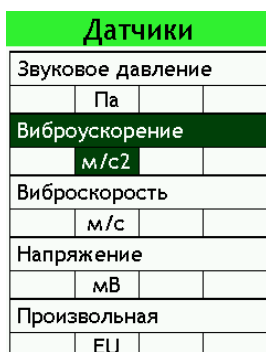 Датчики
Звуковое давление
Па
Виброускорение
м/с2
Виброскорость
м/с
Напряжение
мВ
Произвольная
EU